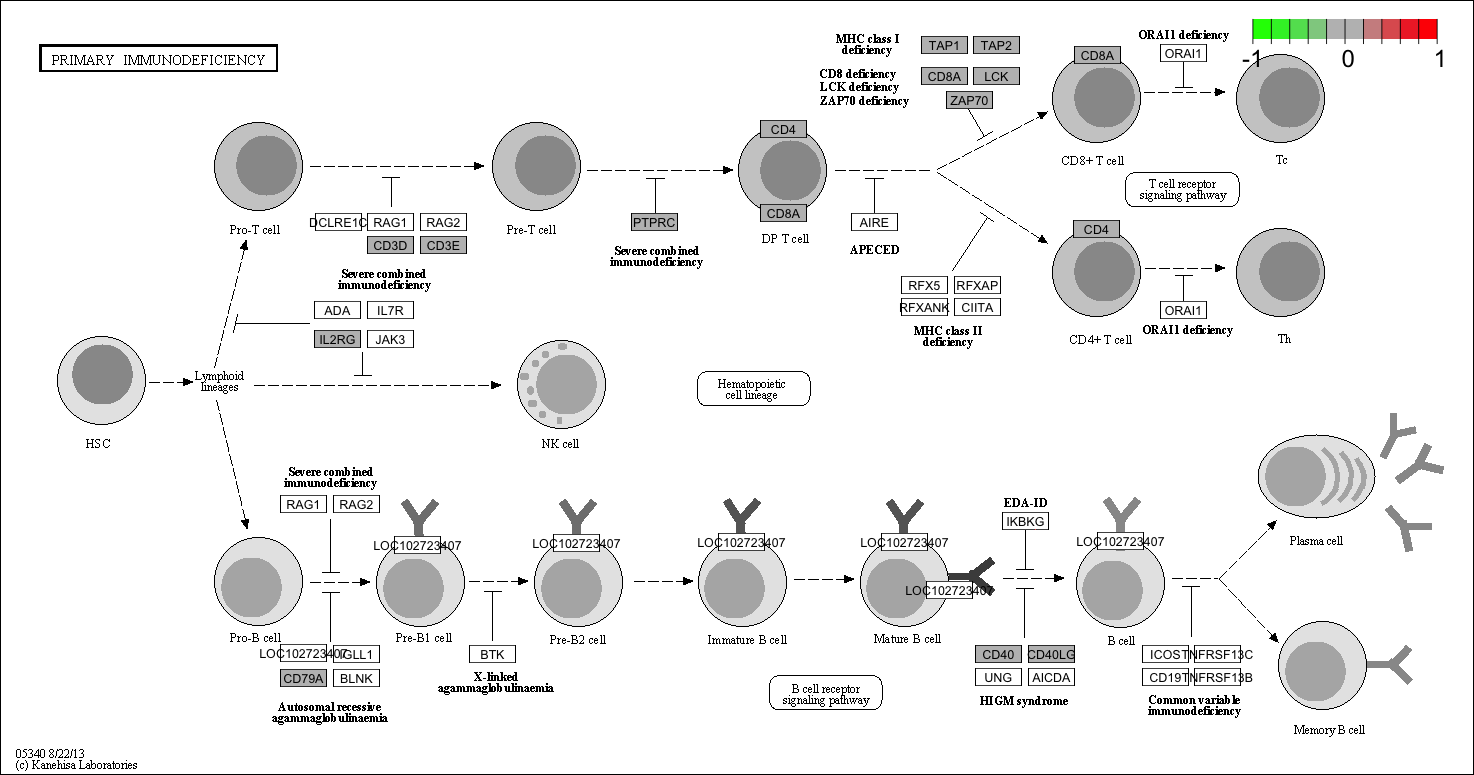 PRIMARY IMMUNODEFICIENCY
MHC class I
deficiency
TAP1 TAP2
CD8 deficiency
LCK deficiency
ZAP70 deficiency
CD8A LCK
ZAP70
CD8A
CD8+ T cell
ORAI1 deficiency
ORAI1
Tc
-1 0 1
T cell receptor
signaling pathway
Pro-T cell
DCLRE1C RAG1 RAG2
CD3D CD3E
Severe combined
immunodeficiency
Pre-T cell
PTPRC
Severe combined
immunodeficiency
CD4
CD8A
DP T cell
AIRE
APECED
RFX5 RFXAP
RFXANK CIITA
MHC class II
deficiency
CD4
CD4+ T cell
ORAI1
ORAI1 deficiency
Th
ADA IL7R
IL2RG JAK3
HSC
Lymphoid
lineages
NK cell
Hematopoietic
cell lineage
Severe combined
immunodeficiency
RAG1 RAG2
Pro-B cell
LOC102723407 IGLL1
CD79A BLNK
Autosomal recessive
agammaglobulinaemia
LOC102723407
Pre-B1 cell
BTK
X-linked
agammaglobulinaemia
LOC102723407
Pre-B2 cell
LOC102723407
Immature B cell
LOC102723407
LOC102723407
Mature B cell
B cell receptor
signaling pathway
EDA-ID
IKBKG
CD40 CD40LG
UNG AICDA
HIGM syndrome
LOC102723407
B cell
ICOS TNFRSF13C
CD19 TNFRSF13B
Common variable
immunodeficiency
Plasma cell
Memory B cell
05340 8/22/13
(c) Kanehisa Laboratories